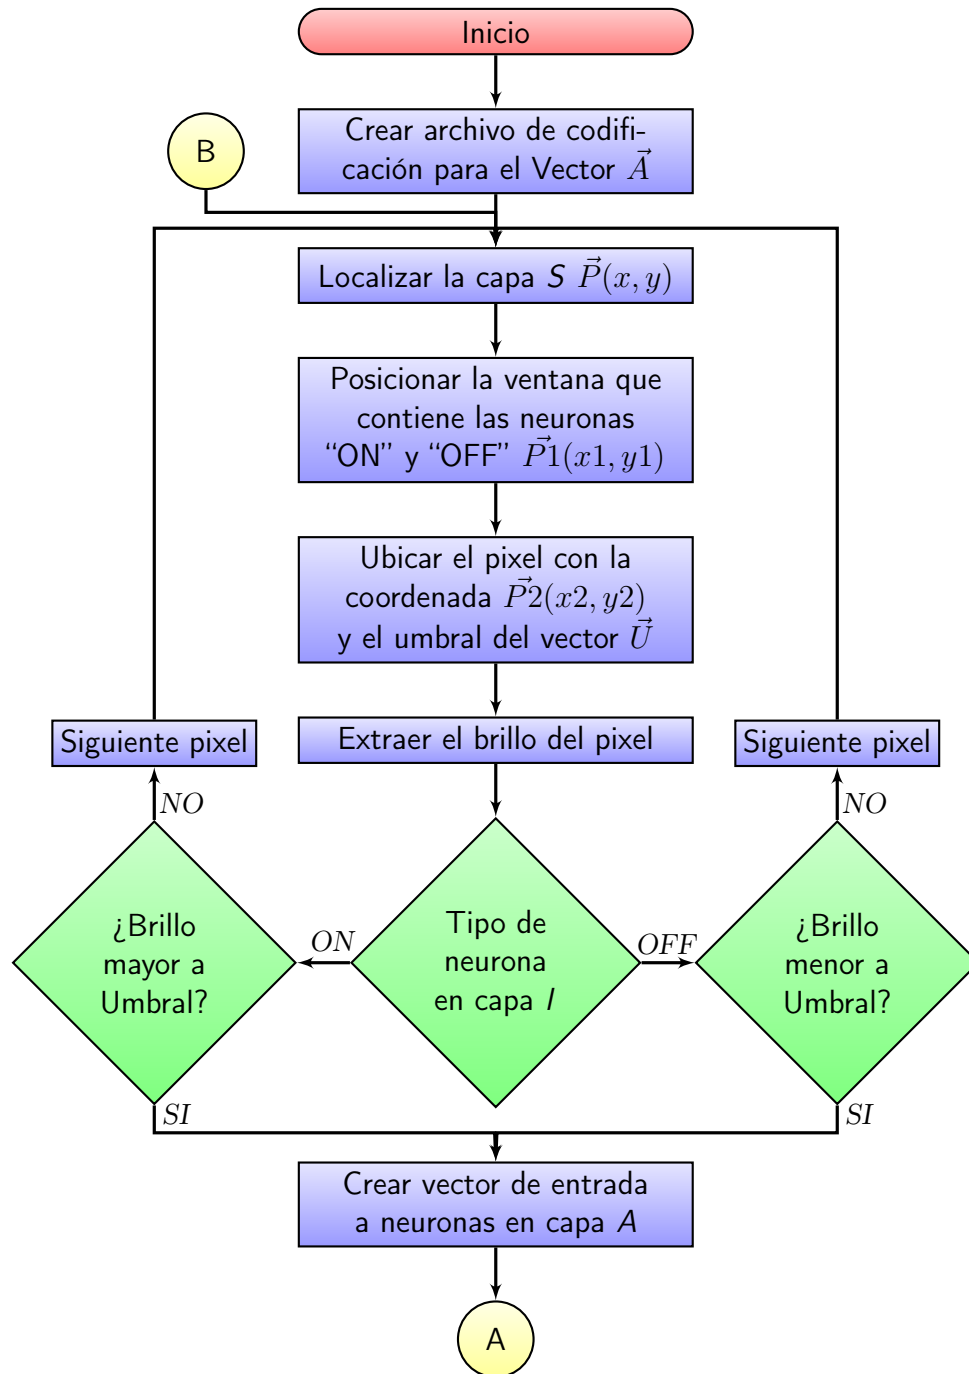 Inicio
Crear archivo de codifi-
cación para el Vector $\vec{A}$
B
Localizar la capa S $\vec{P}(x, y)$
Posicionar la ventana que
contiene las neuronas
“ON” y “OFF” $\vec{P1}(x1, y1)$
Ubicar el pixel con la
coordenada $\vec{P2}(x2, y2)$
y el umbral del vector $\vec{U}$
Siguiente pixel
Extraer el brillo del pixel
Siguiente pixel
NO
NO
¿Brillo
mayor a
Umbral?
ON
Tipo de
neurona
en capa I
OFF
¿Brillo
menor a
Umbral?
SI
SI
Crear vector de entrada
a neuronas en capa A
A